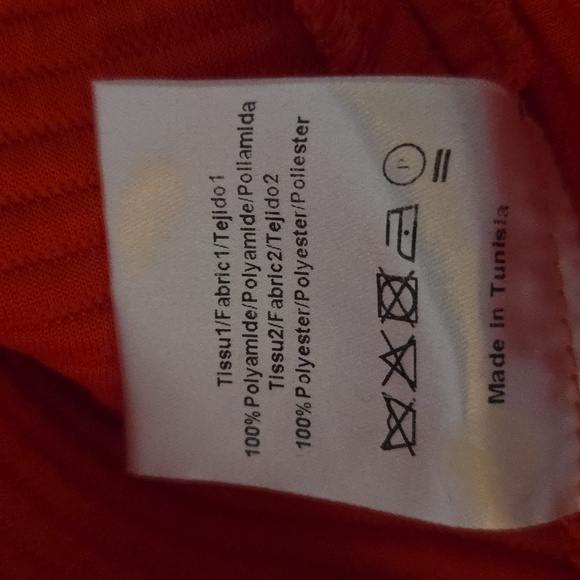 Tissu1/Fabric1/Tejido1
100%Polyamide/Polyamide/Poliamida
Tissu2/Fabric2/Tejido2
100%Polyester/Polyester/Poliester
P
Made in Tunisia